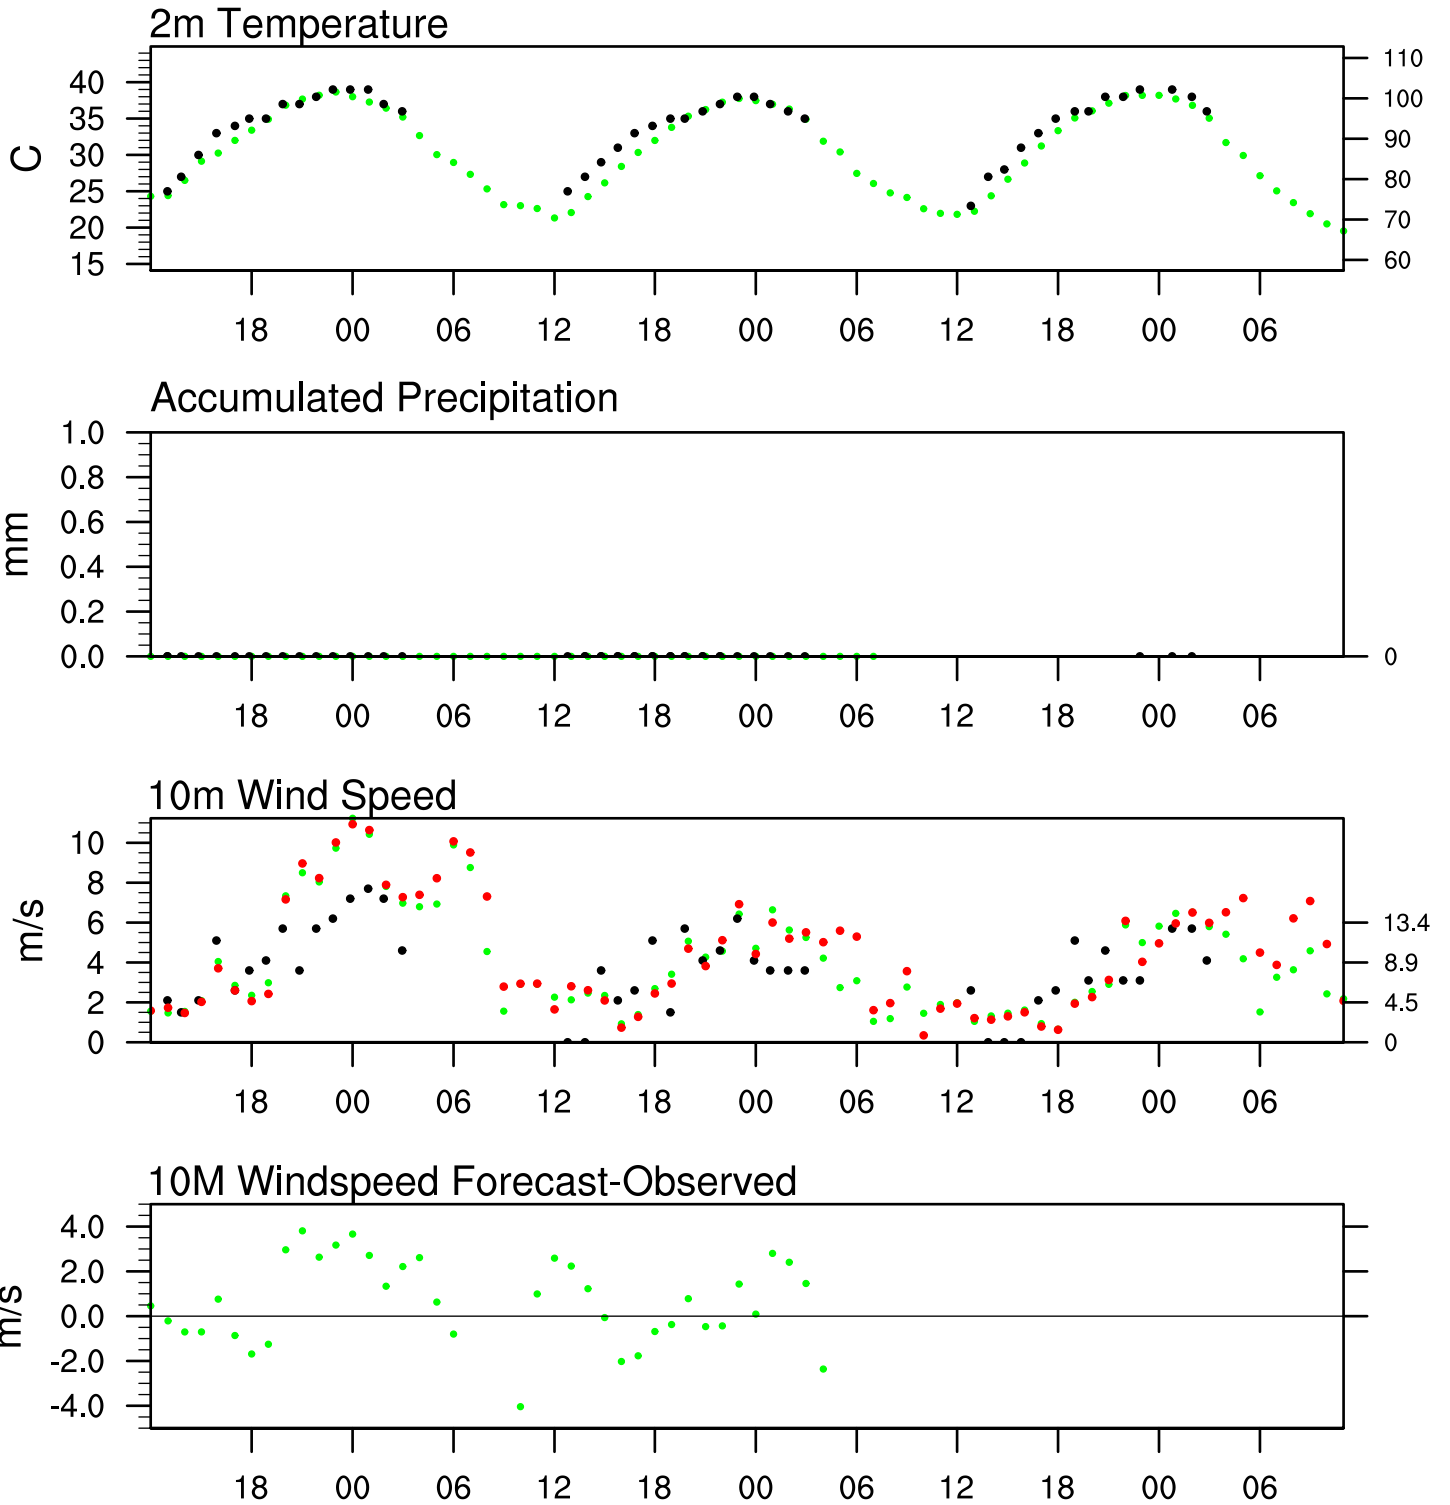 2m Temperature
C
40
35
30
25
20
15
110
100
90
80
70
60
18 00 06 12 18 00 06 12 18 00 06
Accumulated Precipitation
mm
1.0
0.8
0.6
0.4
0.2
0.0
0
18 00 06 12 18 00 06 12 18 00 06
10m Wind Speed
m/s
10
8
6
4
2
0
13.4
8.9
4.5
0
18 00 06 12 18 00 06 12 18 00 06
10M Windspeed Forecast-Observed
m/s
4.0
2.0
0.0
-2.0
-4.0
18 00 06 12 18 00 06 12 18 00 06